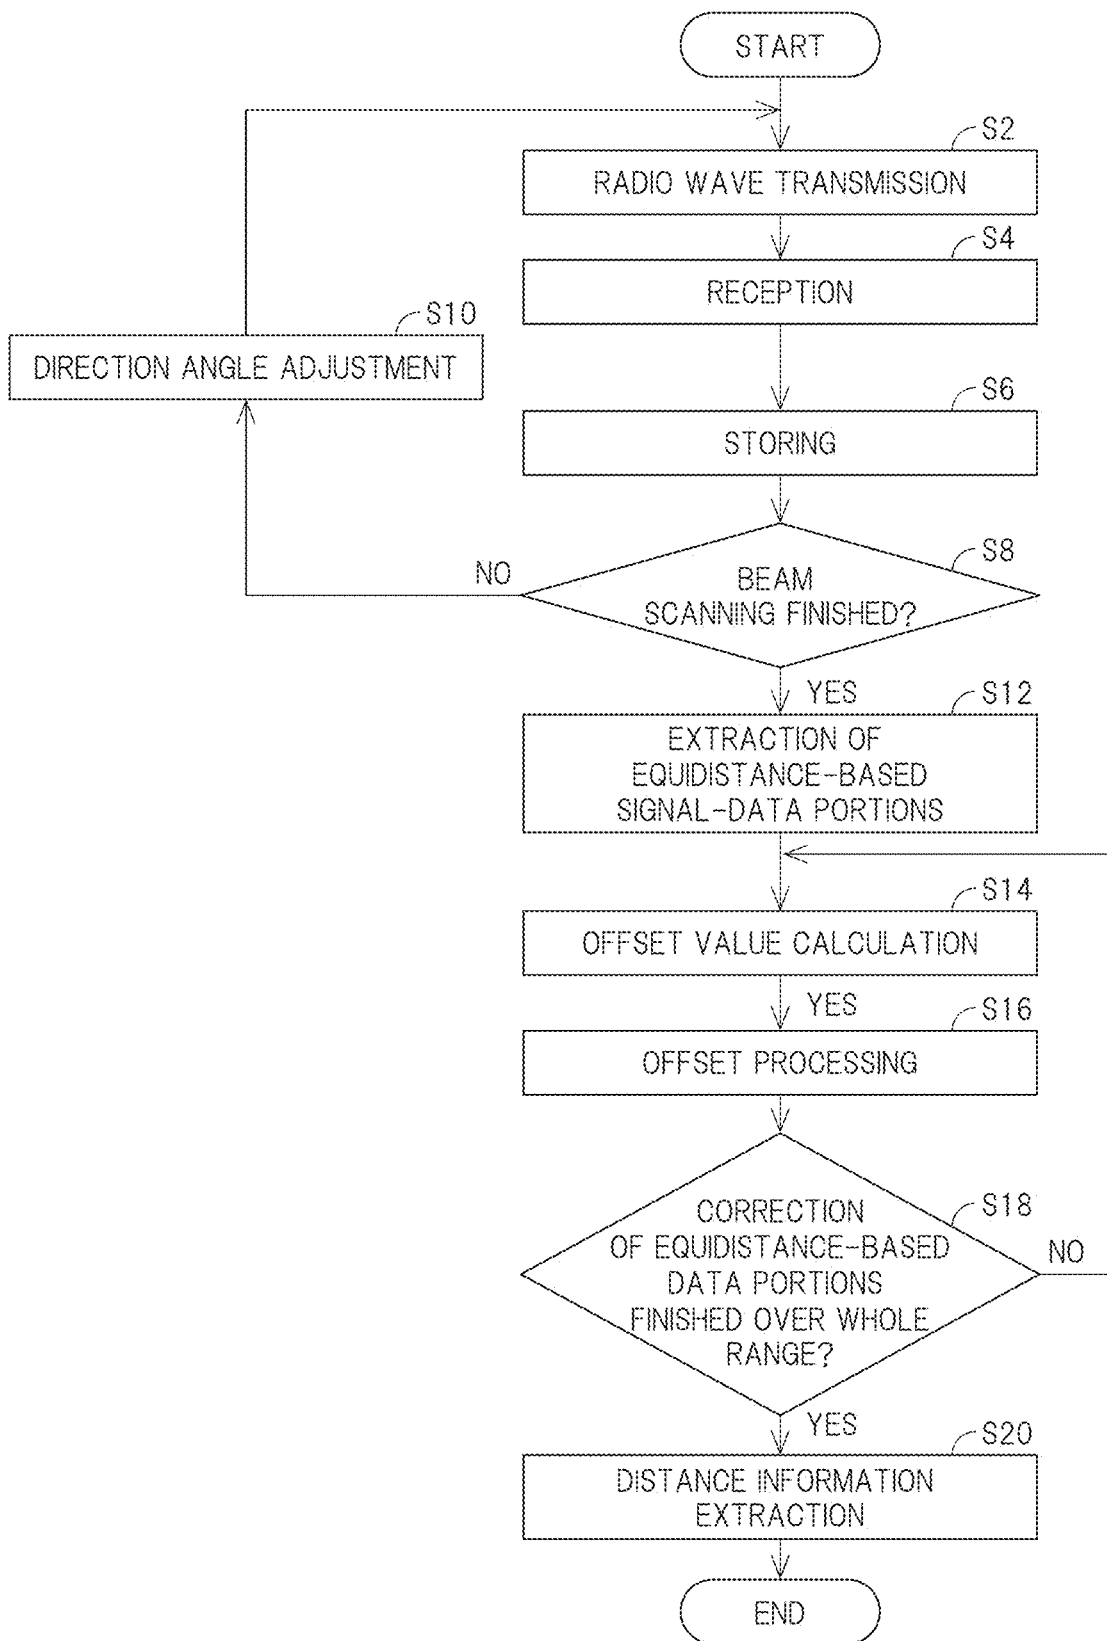 START
S2
RADIO WAVE TRANSMISSION
S4
RECEPTION
S10
DIRECTION ANGLE ADJUSTMENT
S6
STORING
S8
NO
BEAM
SCANNING FINISHED?
YES
S12
EXTRACTION OF
EQUIDISTANCE-BASED
SIGNAL-DATA PORTIONS
S14
OFFSET VALUE CALCULATION
YES
S16
OFFSET PROCESSING
S18
CORRECTION
OF EQUIDISTANCE-BASED
DATA PORTIONS
FINISHED OVER WHOLE
RANGE?
NO
YES
S20
DISTANCE INFORMATION
EXTRACTION
END